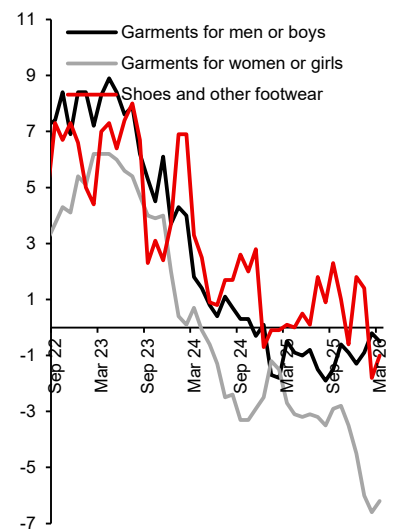 11
Garments for men or boys
9
Garments for women or girls
Shoes and other footwear
7
5
3
1
-1
-3
-5
-7
Sep 22
Mar 23
Sep 23
Mar 24
Sep 24
Mar 25
Sep 25
Mar 26